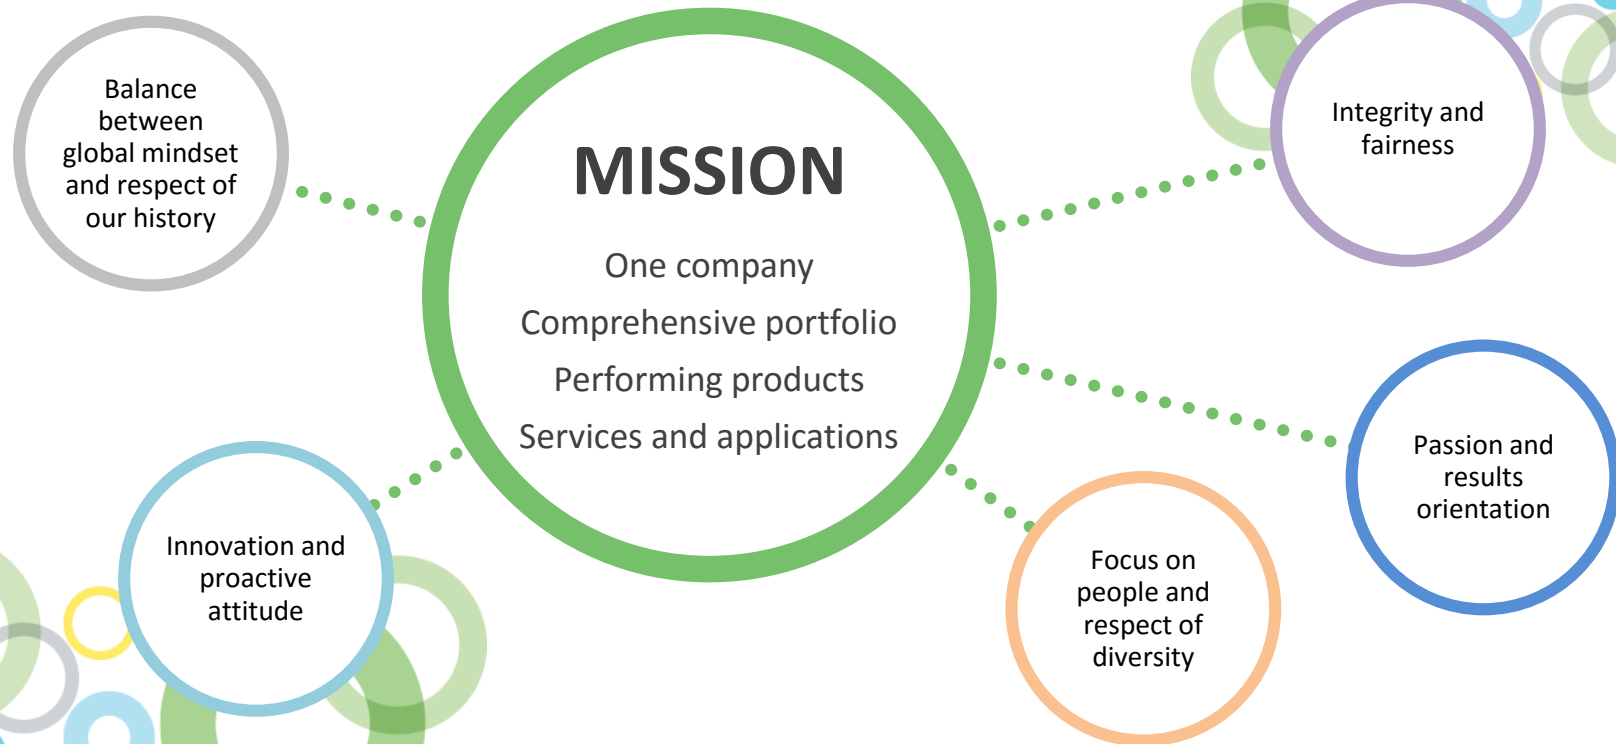 Balance
between
global mindset
and respect of
our history
MISSION
One company
Comprehensive portfolio
Performing products
Services and applications
Integrity and
fairness
Passion and
results
orientation
Innovation and
proactive
attitude
Focus on
people and
respect of
diversity